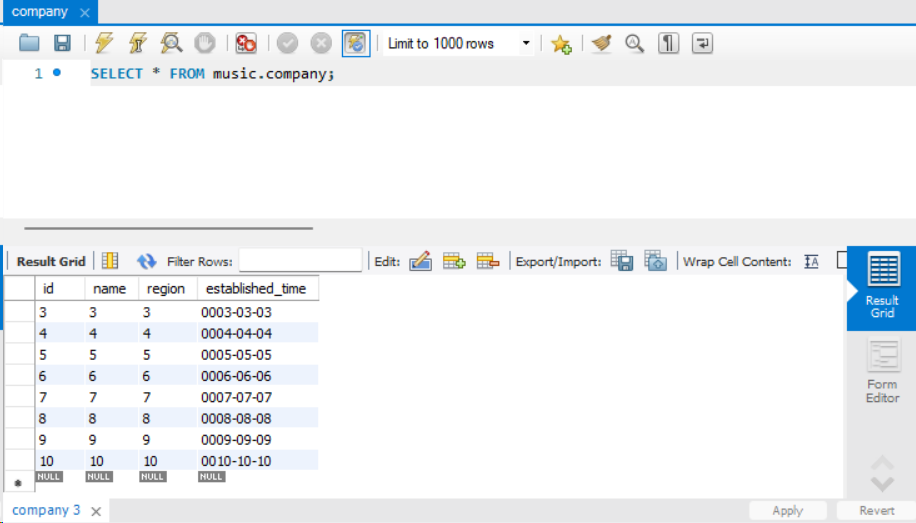 company
Limit to 1000 rows
1 SELECT * FROM music.company;
Result Grid Filter Rows: Edit: Export/Import: Wrap Cell Content:
id name region established_time
3 3 3 0003-03-03
4 4 4 0004-04-04
5 5 5 0005-05-05
6 6 6 0006-06-06
7 7 7 0007-07-07
8 8 8 0008-08-08
9 9 9 0009-09-09
10 10 10 0010-10-10
NULL NULL NULL NULL
Result
Grid
Form
Editor
company 3 Apply Revert